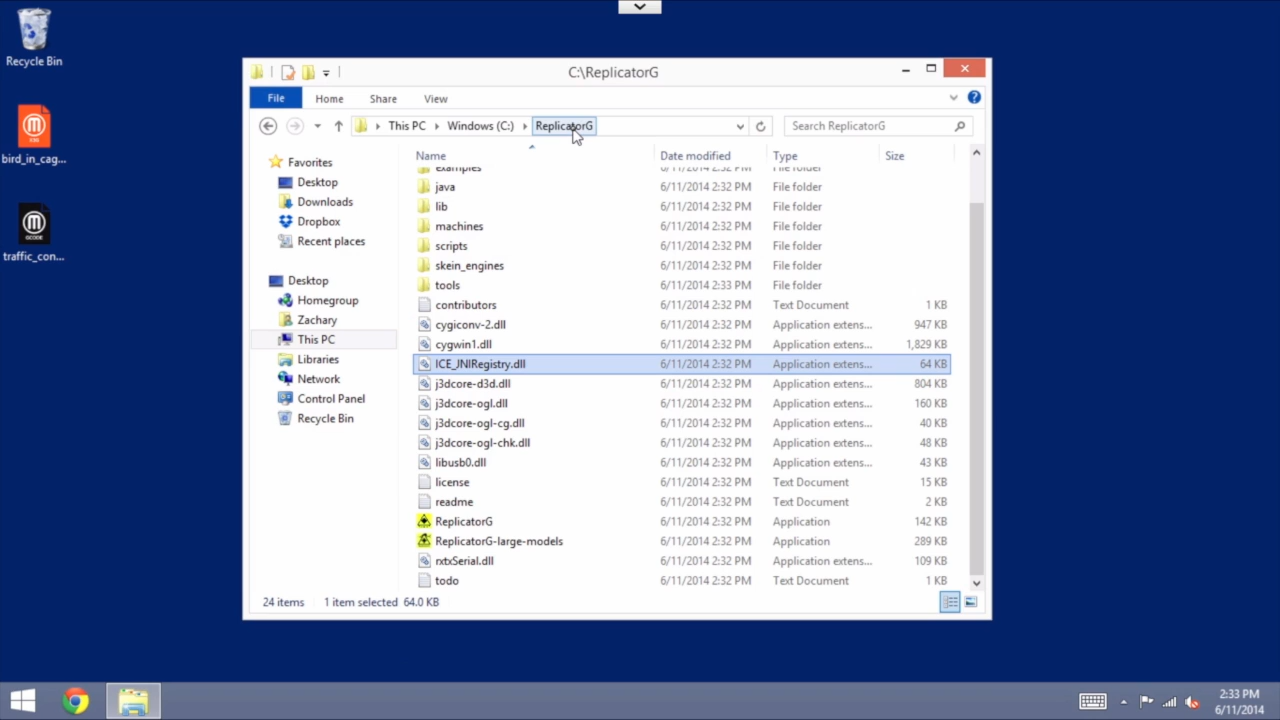 Recycle Bin
bird_in_cag...
GCODE
traffic_con...
C:\ReplicatorG
File Home Share View
This PC Windows (C:) ReplicatorG Search ReplicatorG
Name Date modified Type Size
Favorites
Desktop
Downloads
Dropbox
Recent places
Desktop
Homegroup
Zachary
This PC
Libraries
Network
Control Panel
Recycle Bin
examples 6/11/2014 2:32 PM File folder
java 6/11/2014 2:32 PM File folder
lib 6/11/2014 2:32 PM File folder
machines 6/11/2014 2:32 PM File folder
scripts 6/11/2014 2:32 PM File folder
skein_engines 6/11/2014 2:32 PM File folder
tools 6/11/2014 2:33 PM File folder
contributors 6/11/2014 2:32 PM Text Document 1 KB
cygiconv-2.dll 6/11/2014 2:32 PM Application extens... 947 KB
cygwin1.dll 6/11/2014 2:32 PM Application extens... 1,829 KB
ICE_JNIRegistry.dll 6/11/2014 2:32 PM Application extens... 64 KB
j3dcore-d3d.dll 6/11/2014 2:32 PM Application extens... 804 KB
j3dcore-ogl.dll 6/11/2014 2:32 PM Application extens... 160 KB
j3dcore-ogl-cg.dll 6/11/2014 2:32 PM Application extens... 40 KB
j3dcore-ogl-chk.dll 6/11/2014 2:32 PM Application extens... 48 KB
libusb0.dll 6/11/2014 2:32 PM Application extens... 43 KB
license 6/11/2014 2:32 PM Text Document 15 KB
readme 6/11/2014 2:32 PM Text Document 2 KB
ReplicatorG 6/11/2014 2:32 PM Application 142 KB
ReplicatorG-large-models 6/11/2014 2:32 PM Application 289 KB
rxtxSerial.dll 6/11/2014 2:32 PM Application extens... 109 KB
todo 6/11/2014 2:32 PM Text Document 1 KB
24 items 1 item selected 64.0 KB
2:33 PM
6/11/2014